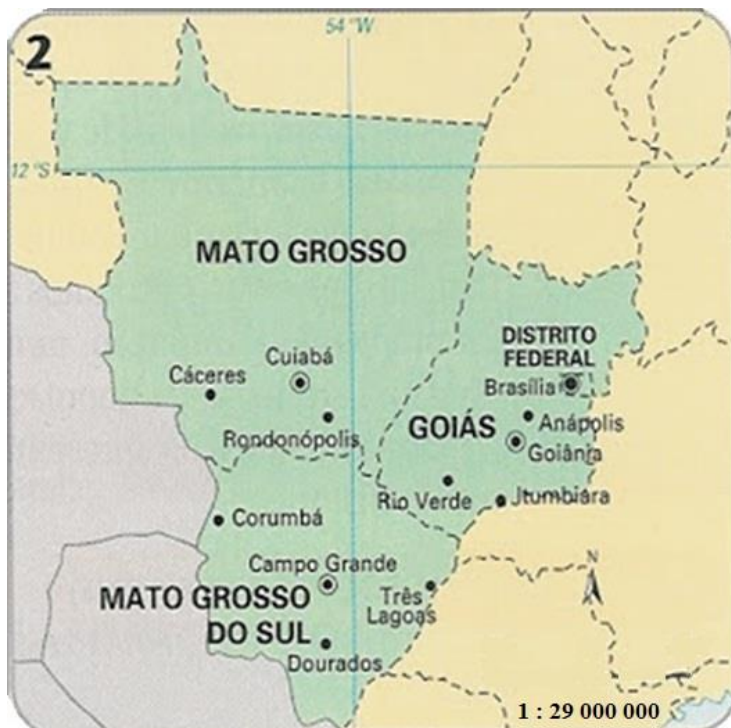 2
54 °W
12 °S
MATO GROSSO
Cuiabá
Cáceres
Rondonópolis
DISTRITO
FEDERAL
Brasília
GOIÁS
Anápolis
Goiânia
Rio Verde
Itumbiara
Corumbá
Campo Grande
MATO GROSSO
DO SUL
Três
Lagoas
Dourados
N
1 : 29 000 000